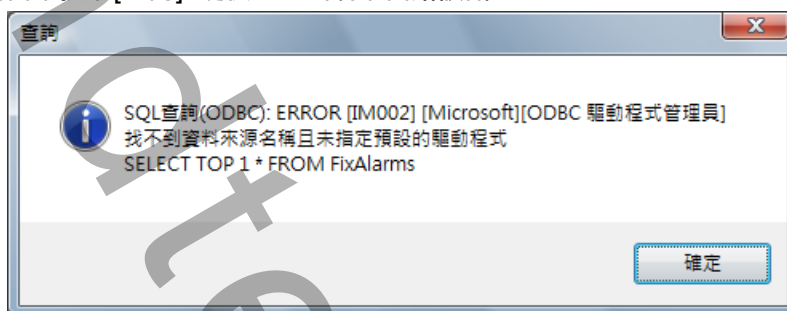 查詢
SQL查詢(ODBC): ERROR [IM002] [Microsoft][ODBC 驅動程式管理員]
找不到資料來源名稱且未指定預設的驅動程式
SELECT TOP 1 * FROM FixAlarms
確定